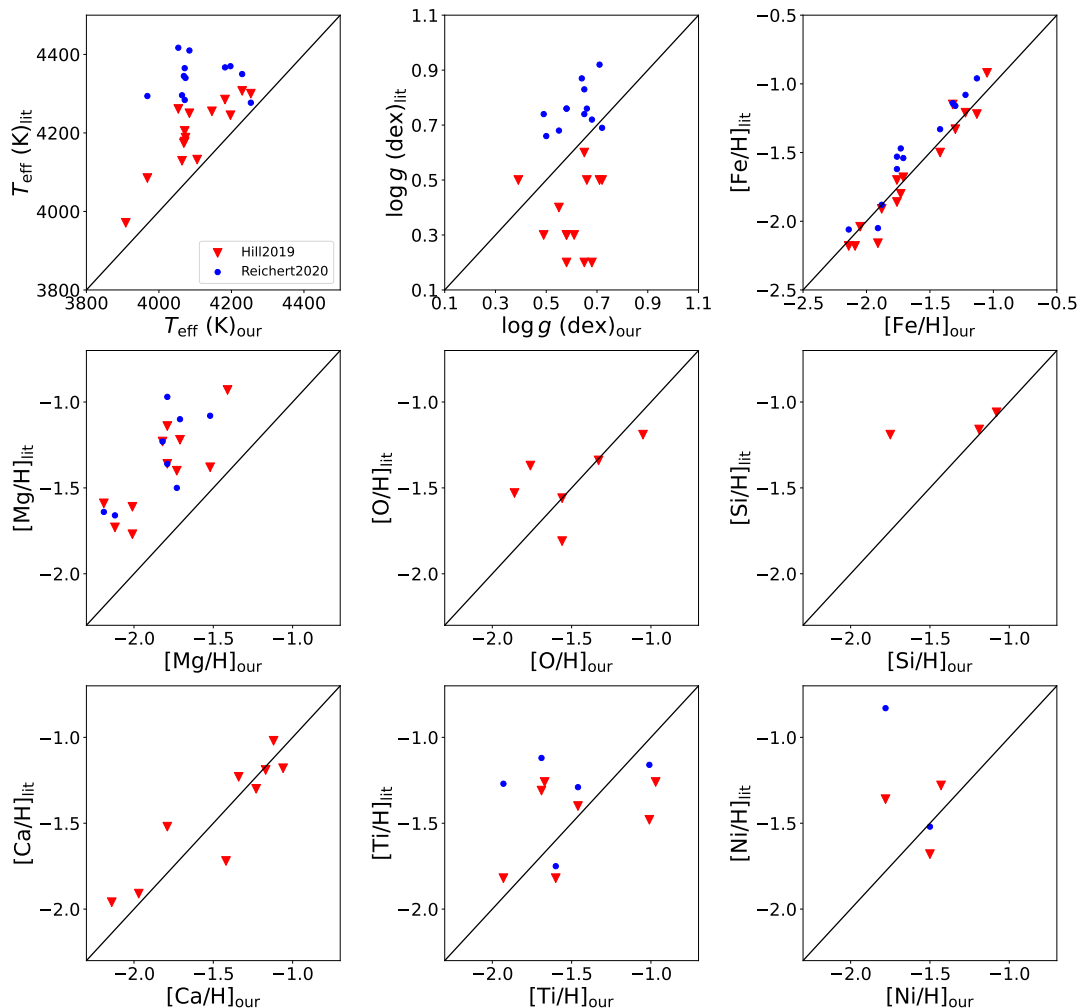 4400
4200
4000
3800
T_eff (K)_lit
3800 4000 4200 4400
T_eff (K)_our
Hill2019
Reichert2020
1.1
0.9
0.7
0.5
0.3
0.1
log g (dex)_lit
0.1 0.3 0.5 0.7 0.9 1.1
log g (dex)_our
−0.5
−1.0
−1.5
−2.0
−2.5
[Fe/H]_lit
−2.5 −2.0 −1.5 −1.0 −0.5
[Fe/H]_our
−1.0
−1.5
−2.0
[Mg/H]_lit
−2.0 −1.5 −1.0
[Mg/H]_our
−1.0
−1.5
−2.0
[O/H]_lit
−2.0 −1.5 −1.0
[O/H]_our
−1.0
−1.5
−2.0
[Si/H]_lit
−2.0 −1.5 −1.0
[Si/H]_our
−1.0
−1.5
−2.0
[Ca/H]_lit
−2.0 −1.5 −1.0
[Ca/H]_our
−1.0
−1.5
−2.0
[Ti/H]_lit
−2.0 −1.5 −1.0
[Ti/H]_our
−1.0
−1.5
−2.0
[Ni/H]_lit
−2.0 −1.5 −1.0
[Ni/H]_our